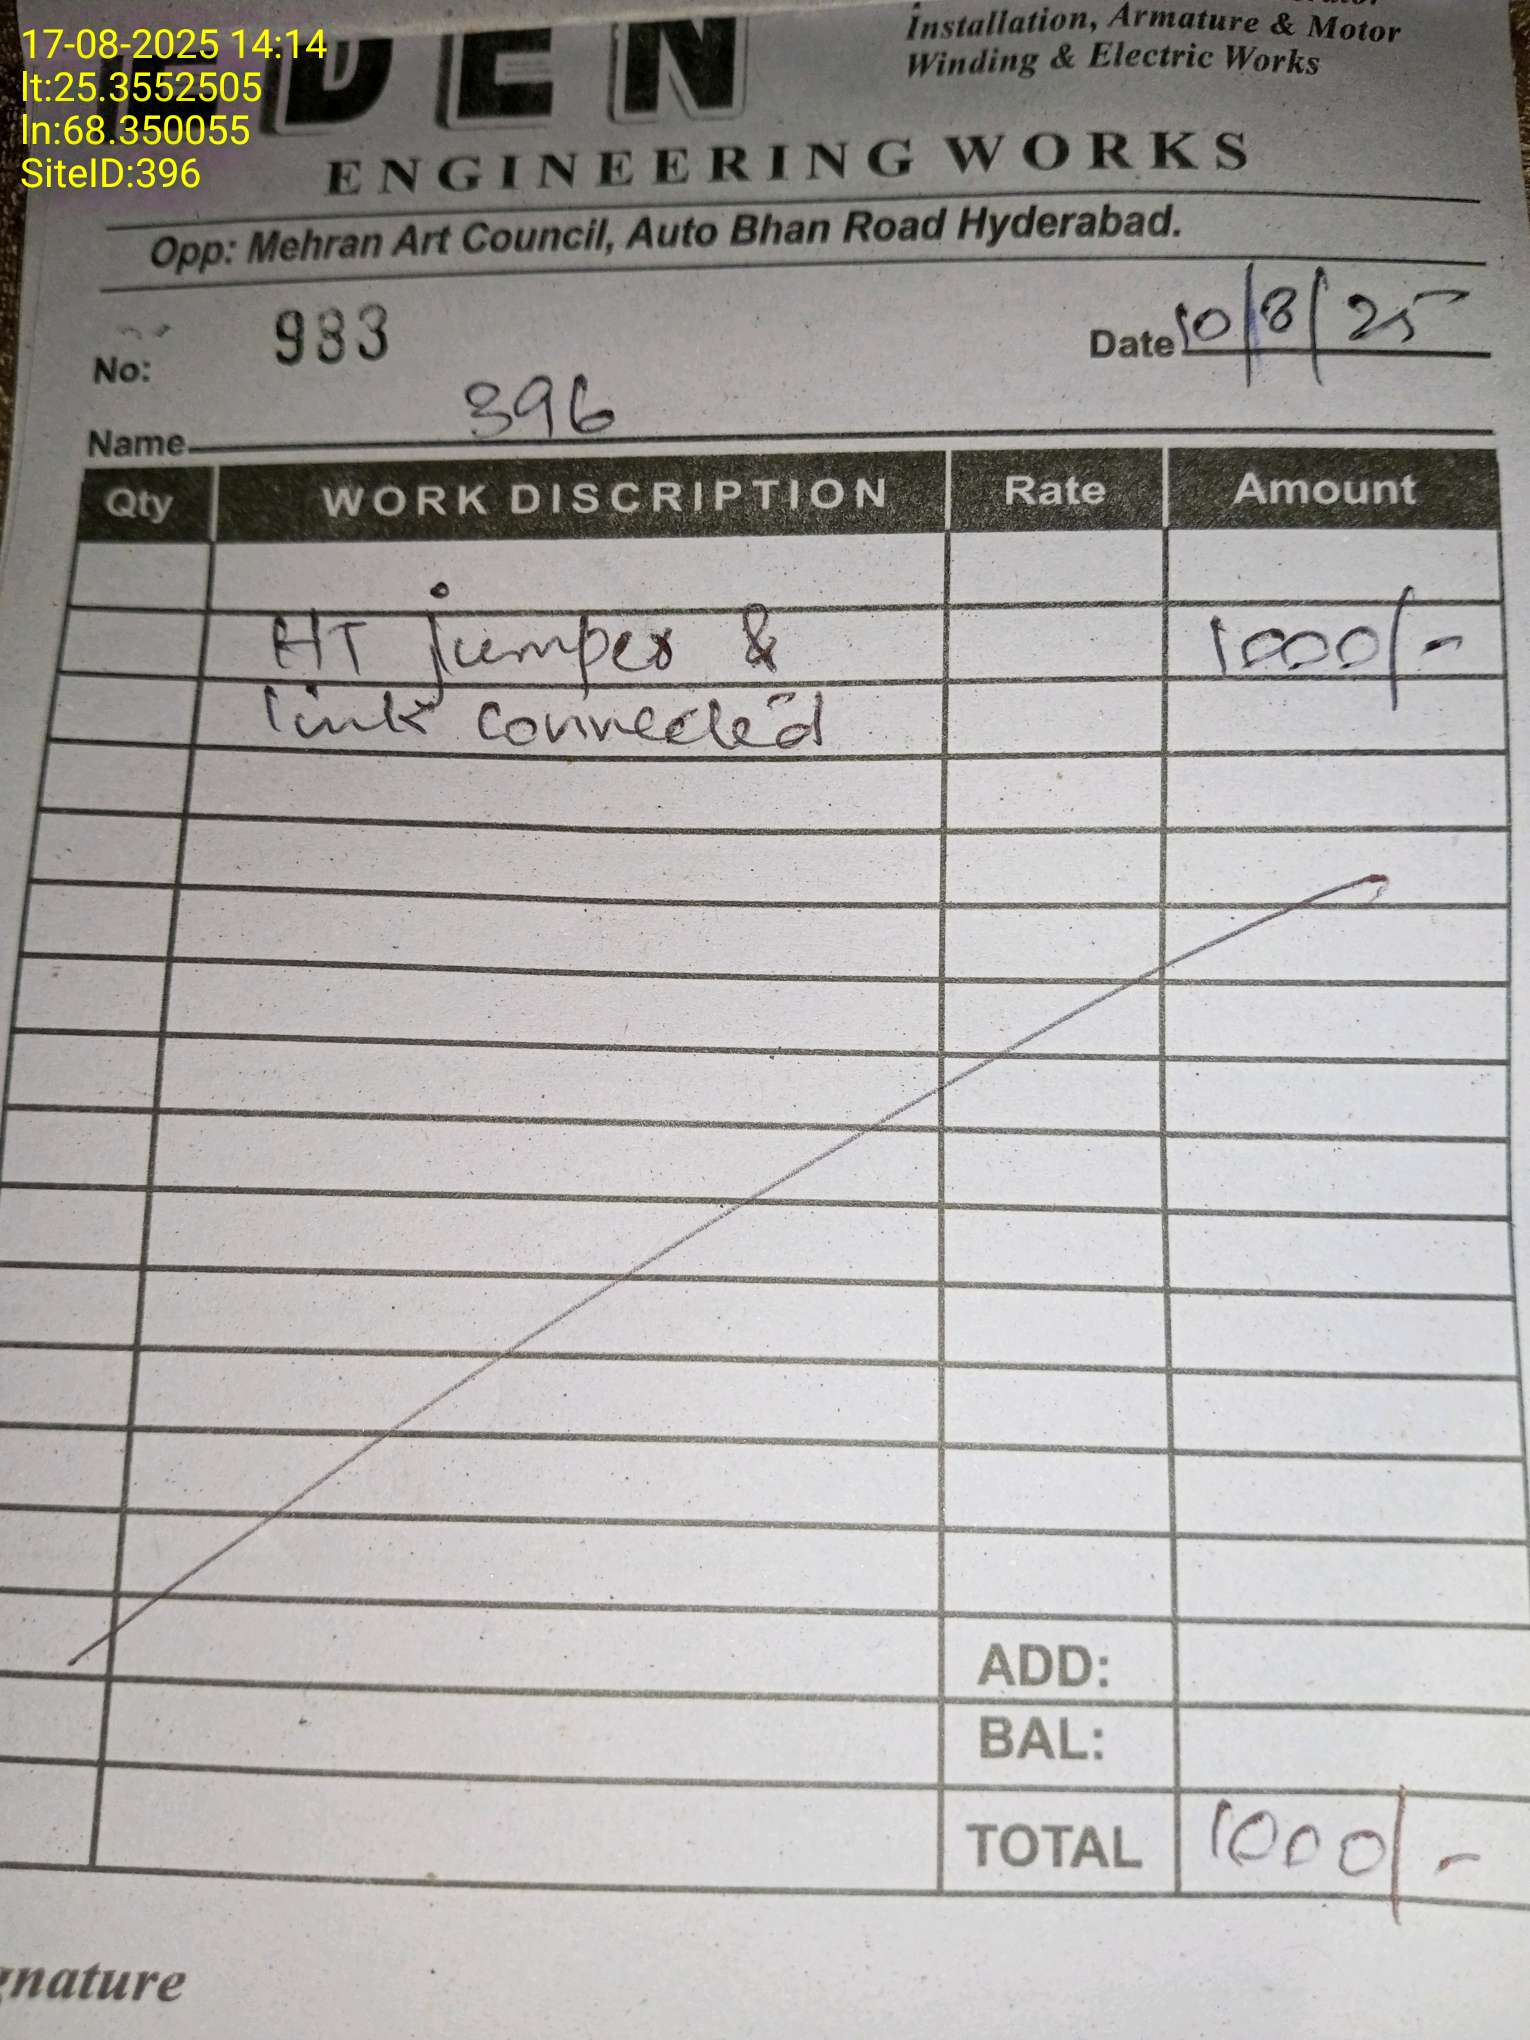 17-08-2025 14:14
lt:25.3552505
ln:68.350055
SiteID:396
Installation, Armature & Motor
Winding & Electric Works
DEN
ENGINEERING WORKS
Opp: Mehran Art Council, Auto Bhan Road Hyderabad.
No: 983
Date 10/8/25
Name 396
Qty WORK DISCRIPTION Rate Amount
HT jumper & 1000/-
link connected
ADD:
BAL:
TOTAL 1000/-
gnature